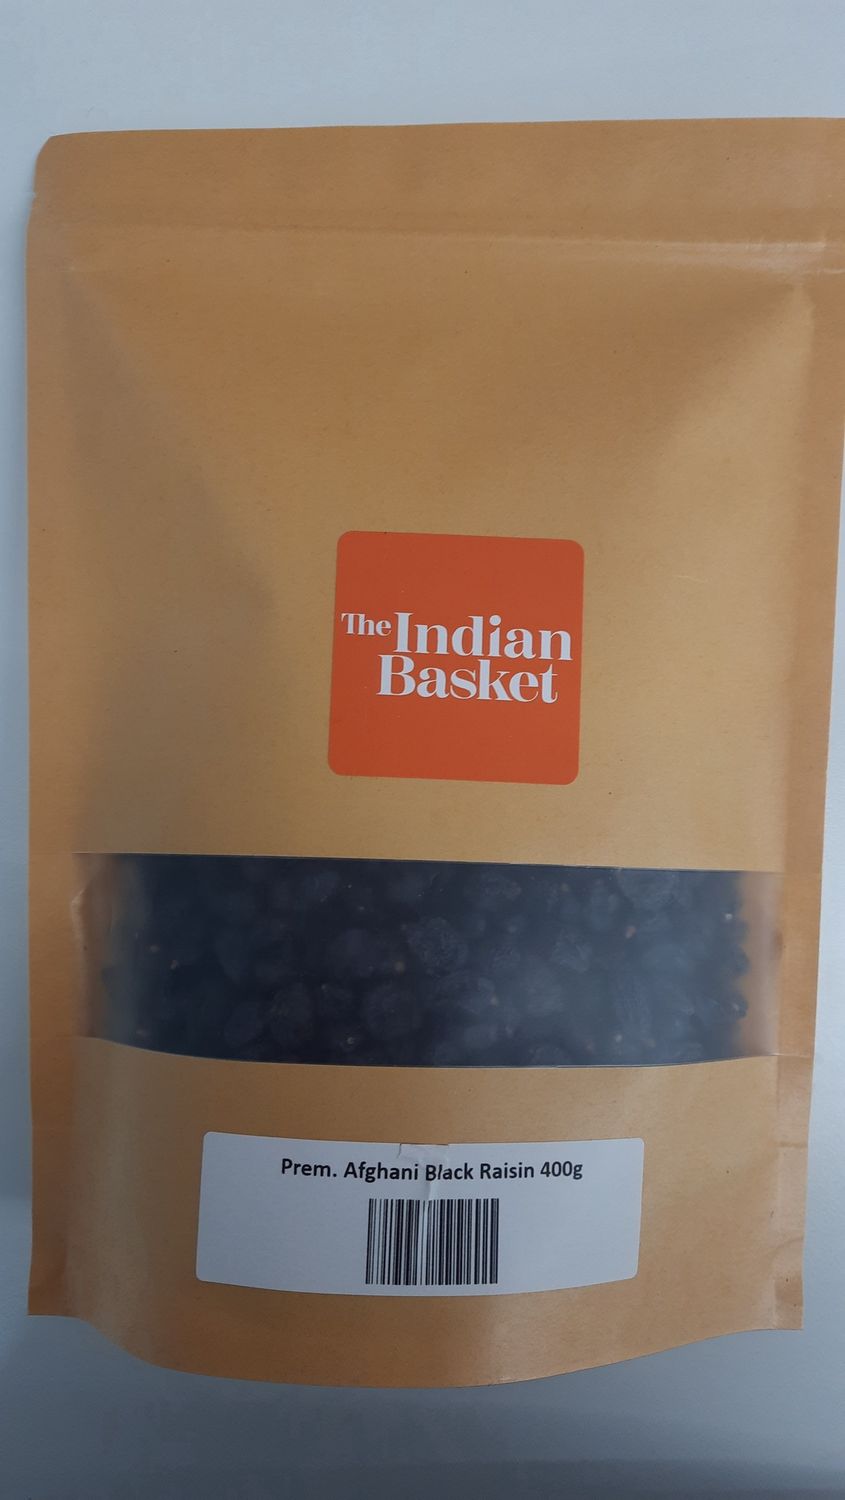 The Indian
Basket
Prem. Afghani Black Raisin 400g